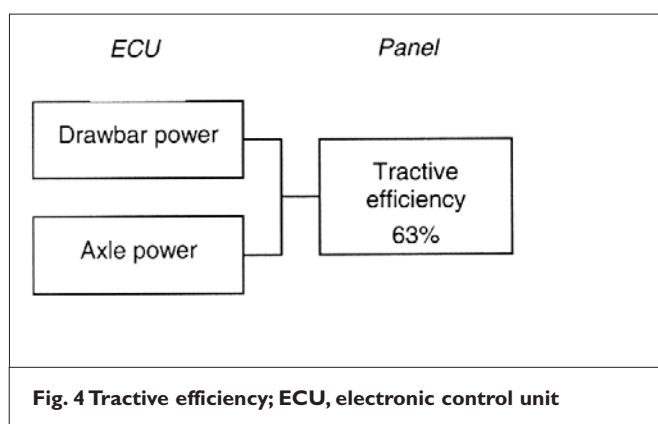 ECU
Panel
Drawbar power
Axle power
Tractive
efficiency
63%
Fig. 4 Tractive efficiency; ECU, electronic control unit